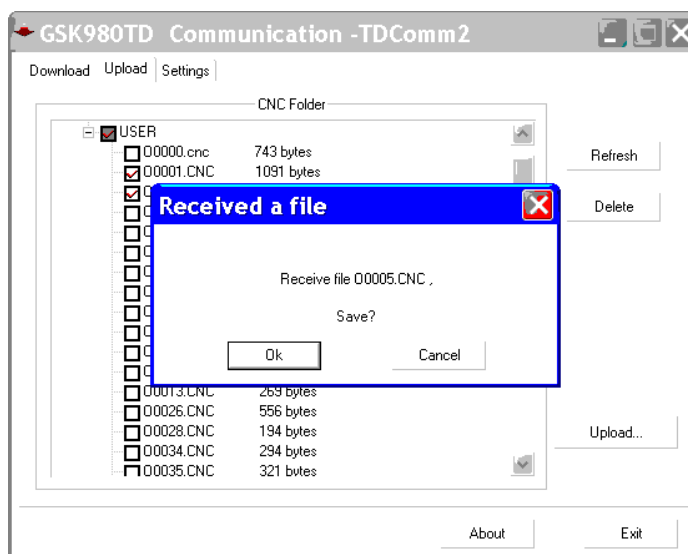 GSK980TD Communication -TDComm2
Download Upload Settings
CNC Folder
USER
O0000.cnc 743 bytes
O0001.CNC 1091 bytes
Refresh
Delete
Received a file
Receive file O0005.CNC ,
Save?
Ok Cancel
O0013.CNC 269 bytes
O0026.CNC 556 bytes
O0028.CNC 194 bytes
O0034.CNC 294 bytes
O0035.CNC 321 bytes
Upload...
About Exit